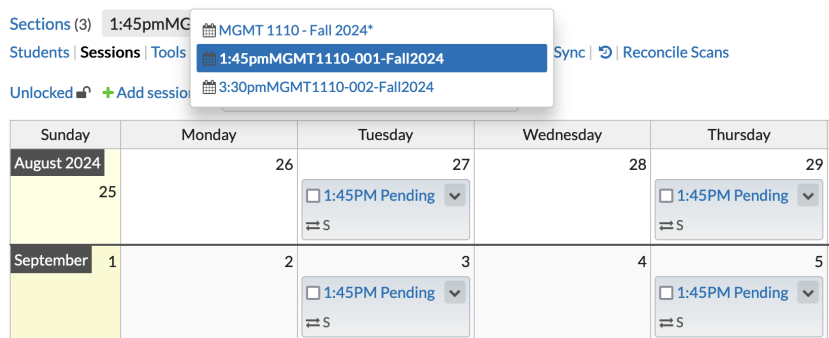 Sections (3) 1:45pmMG
MGMT 1110 - Fall 2024*
1:45pmMGMT1110-001-Fall2024
3:30pmMGMT1110-002-Fall2024
Students | Sessions | Tools Sync | | Reconcile Scans
Unlocked + Add session
Sunday Monday Tuesday Wednesday Thursday
August 2024
25 26 27 28 29
1:45PM Pending 1:45PM Pending
S S
September 1 2 3 4 5
1:45PM Pending 1:45PM Pending
S S